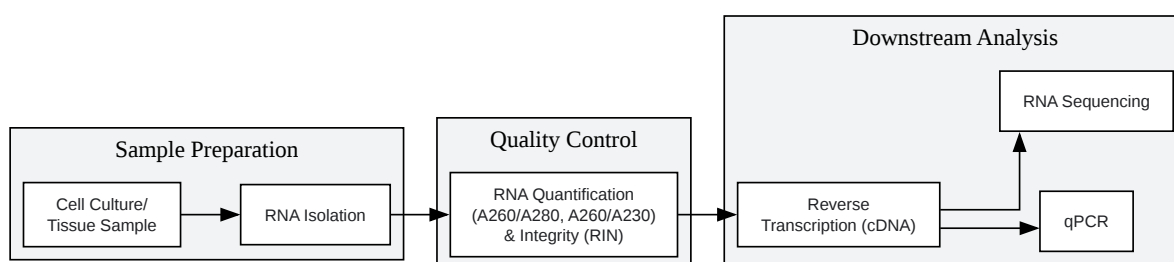 Sample Preparation
Cell Culture/
Tissue Sample
RNA Isolation
Quality Control
RNA Quantification
(A260/A280, A260/A230)
& Integrity (RIN)
Downstream Analysis
Reverse
Transcription (cDNA)
RNA Sequencing
qPCR